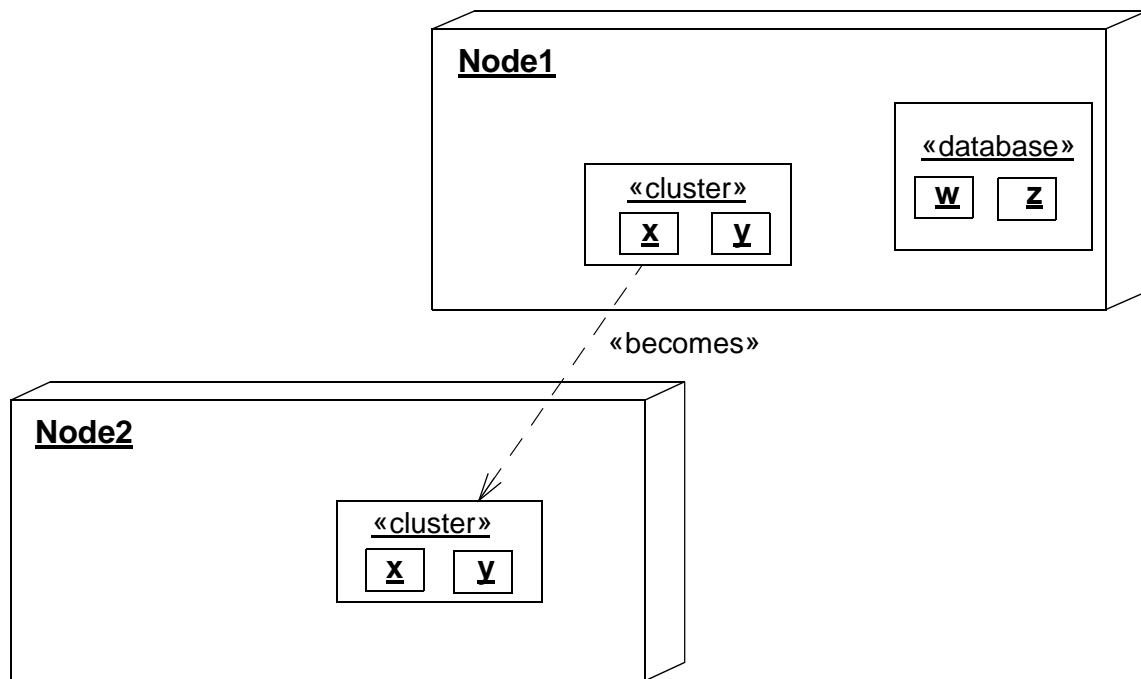 Node1
«database»
w z
«cluster»
x y
«becomes»
Node2
«cluster»
x y